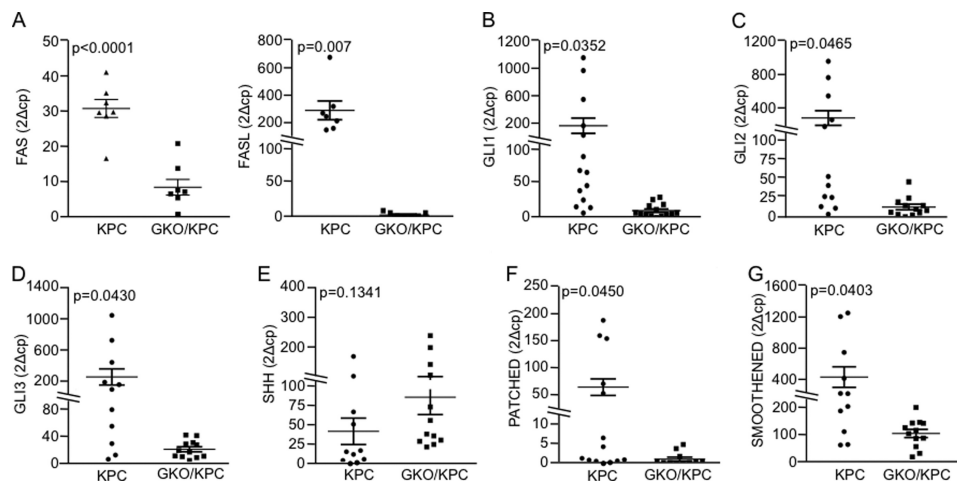 A
p<0.0001
FAS (2Δcp)
50
40
30
20
10
0
KPC GKO/KPC
p=0.007
FASL (2Δcp)
800
600
400
200
100
50
0
KPC GKO/KPC
B
p=0.0352
GLI1 (2Δcp)
1200
1000
800
600
400
200
100
50
0
KPC GKO/KPC
C
p=0.0465
GLI2 (2Δcp)
1200
800
400
100
75
50
25
0
KPC GKO/KPC
D
p=0.0430
GLI3 (2Δcp)
1400
1000
600
200
80
40
0
KPC GKO/KPC
E
p=0.1341
SHH (2Δcp)
400
300
200
100
75
50
25
0
KPC GKO/KPC
F
p=0.0450
PATCHED (2Δcp)
250
200
150
100
50
5
4
2
0
KPC GKO/KPC
G
p=0.0403
SMOOTHENED (2Δcp)
1600
1200
800
400
200
100
0
KPC GKO/KPC